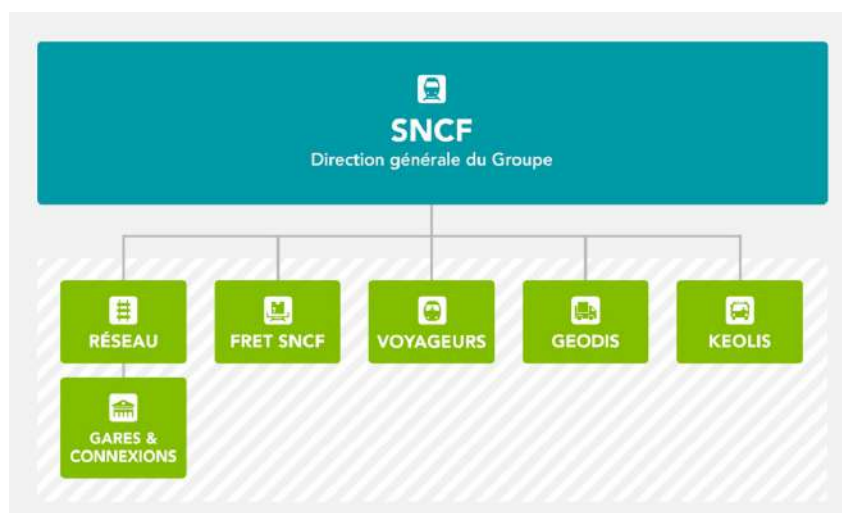 SNCF
Direction générale du Groupe
RÉSEAU
FRET SNCF
VOYAGEURS
GEODIS
KEOLIS
GARES &
CONNEXIONS